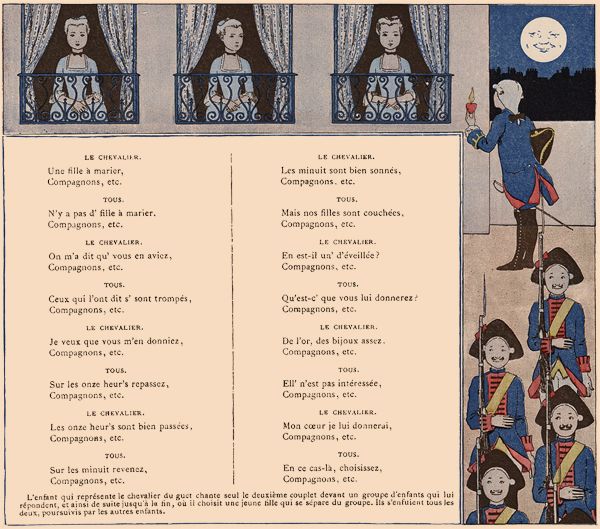 LE CHEVALIER.
Une fille à marier,
Compagnons, etc.
TOUS.
N'y a pas d' fille à marier.
Compagnons, etc.
LE CHEVALIER.
On m'a dit qu' vous en aviez,
Compagnons, etc.
TOUS.
Ceux qui l'ont dit s' sont trompés,
Compagnons, etc.
LE CHEVALIER.
Je veux que vous m'en donniez,
Compagnons, etc.
TOUS.
Sur les onze heur's repassez,
Compagnons, etc.
LE CHEVALIER.
Les onze heur's sont bien passées,
Compagnons, etc.
TOUS.
Sur les minuit revenez,
Compagnons, etc.
LE CHEVALIER.
Les minuit sont bien sonnés,
Compagnons. etc.
TOUS.
Mais nos filles sont couchées,
Compagnons, etc.
LE CHEVALIER.
En est-il un' d'éveillée?
Compagnons, etc.
TOUS.
Qu'est-c' que vous lui donnerez?
Compagnons, etc.
LE CHEVALIER.
De l'or, des bijoux assez.
Compagnons, etc.
TOUS.
Ell' n'est pas intéressée,
Compagnons, etc.
LE CHEVALIER.
Mon cœur je lui donnerai,
Compagnons, etc.
TOUS.
En ce cas-là, choisissez,
Compagnons, etc.
L'enfant qui représente le chevalier du guet chante seul le deuxième couplet devant un groupe d'enfants qui lui
répondent, et ainsi de suite jusqu'à la fin, où il choisit une jeune fille qui se sépare du groupe. Ils s'enfuient tous les
deux, poursuivis par les autres enfants.